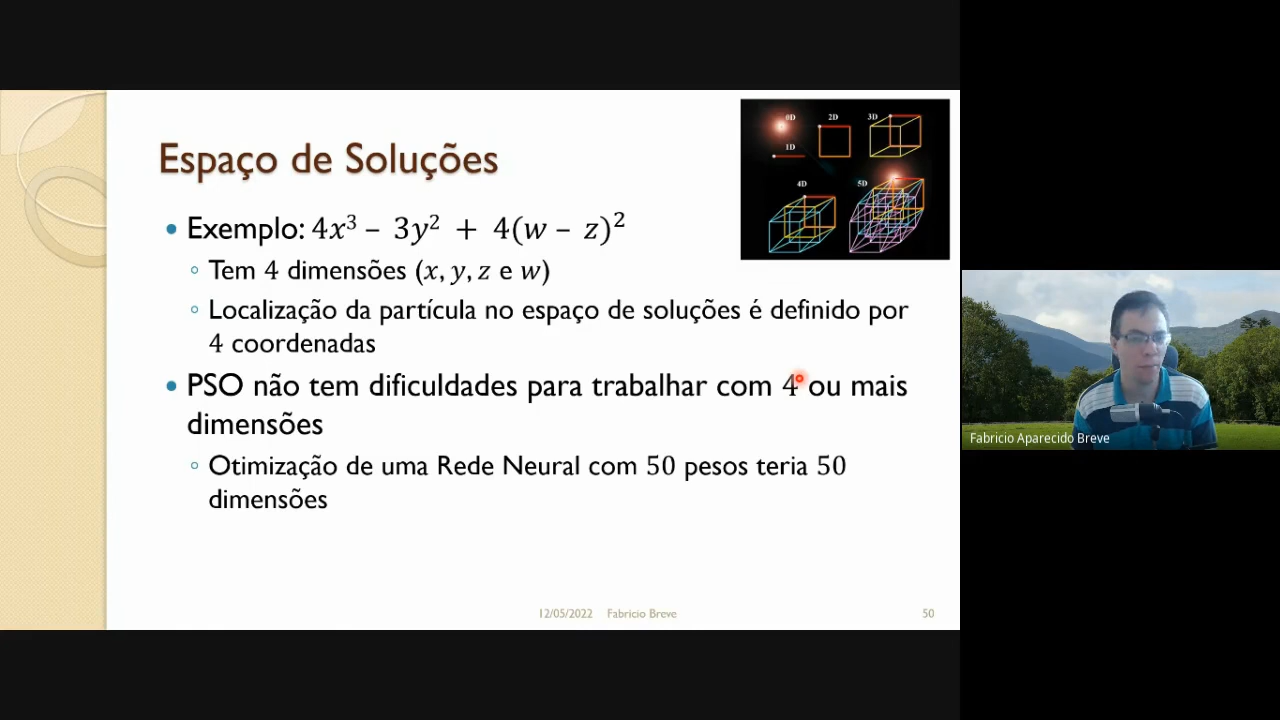 Espaço de Soluções
Exemplo: 4x³ – 3y² + 4(w – z)²
Tem 4 dimensões (x, y, z e w)
Localização da partícula no espaço de soluções é definido por
4 coordenadas
PSO não tem dificuldades para trabalhar com 4 ou mais
dimensões
Otimização de uma Rede Neural com 50 pesos teria 50
dimensões
0D
2D
3D
1D
4D
5D
12/05/2022 Fabricio Breve 50
Fabricio Aparecido Breve